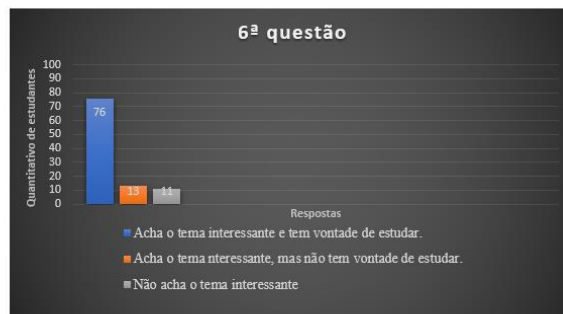 6ª questão
Quantitativo de estudantes
100
90
80
70
60
50
40
30
20
10
0
76
13
11
Respostas
Acha o tema interessante e tem vontade de estudar.
Acha o tema nteressante, mas não tem vontade de estudar.
Não acha o tema interessante